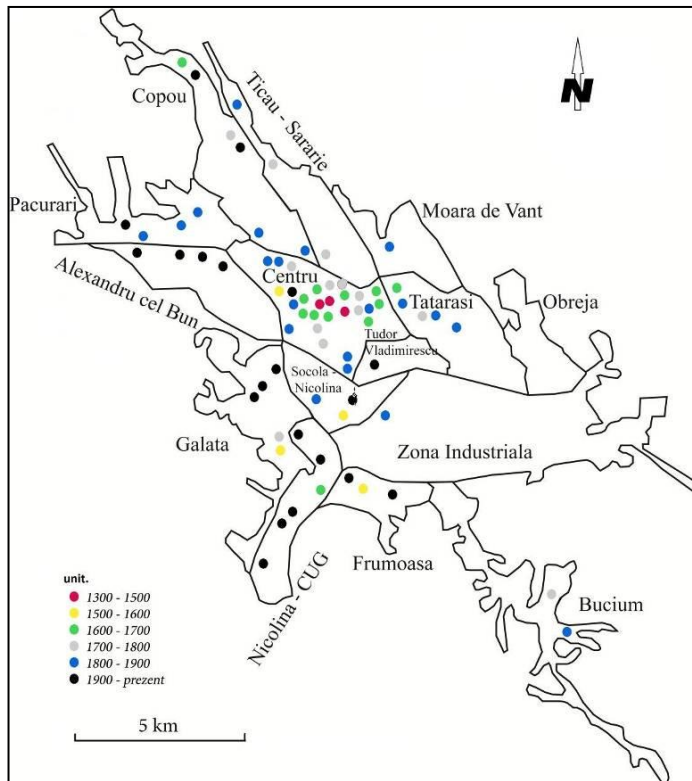 N
Copou
Ticau - Sararie
Pacurari
Moara de Vant
Alexandru cel Bun
Centru
Tatarasi
Obreja
Tudor
Vladimirescu
Socola -
Nicolina
Galata
Zona Industriala
Frumoasa
Nicolina - CUG
Bucium
unit.
1300 - 1500
1500 - 1600
1600 - 1700
1700 - 1800
1800 - 1900
1900 - prezent
5 km